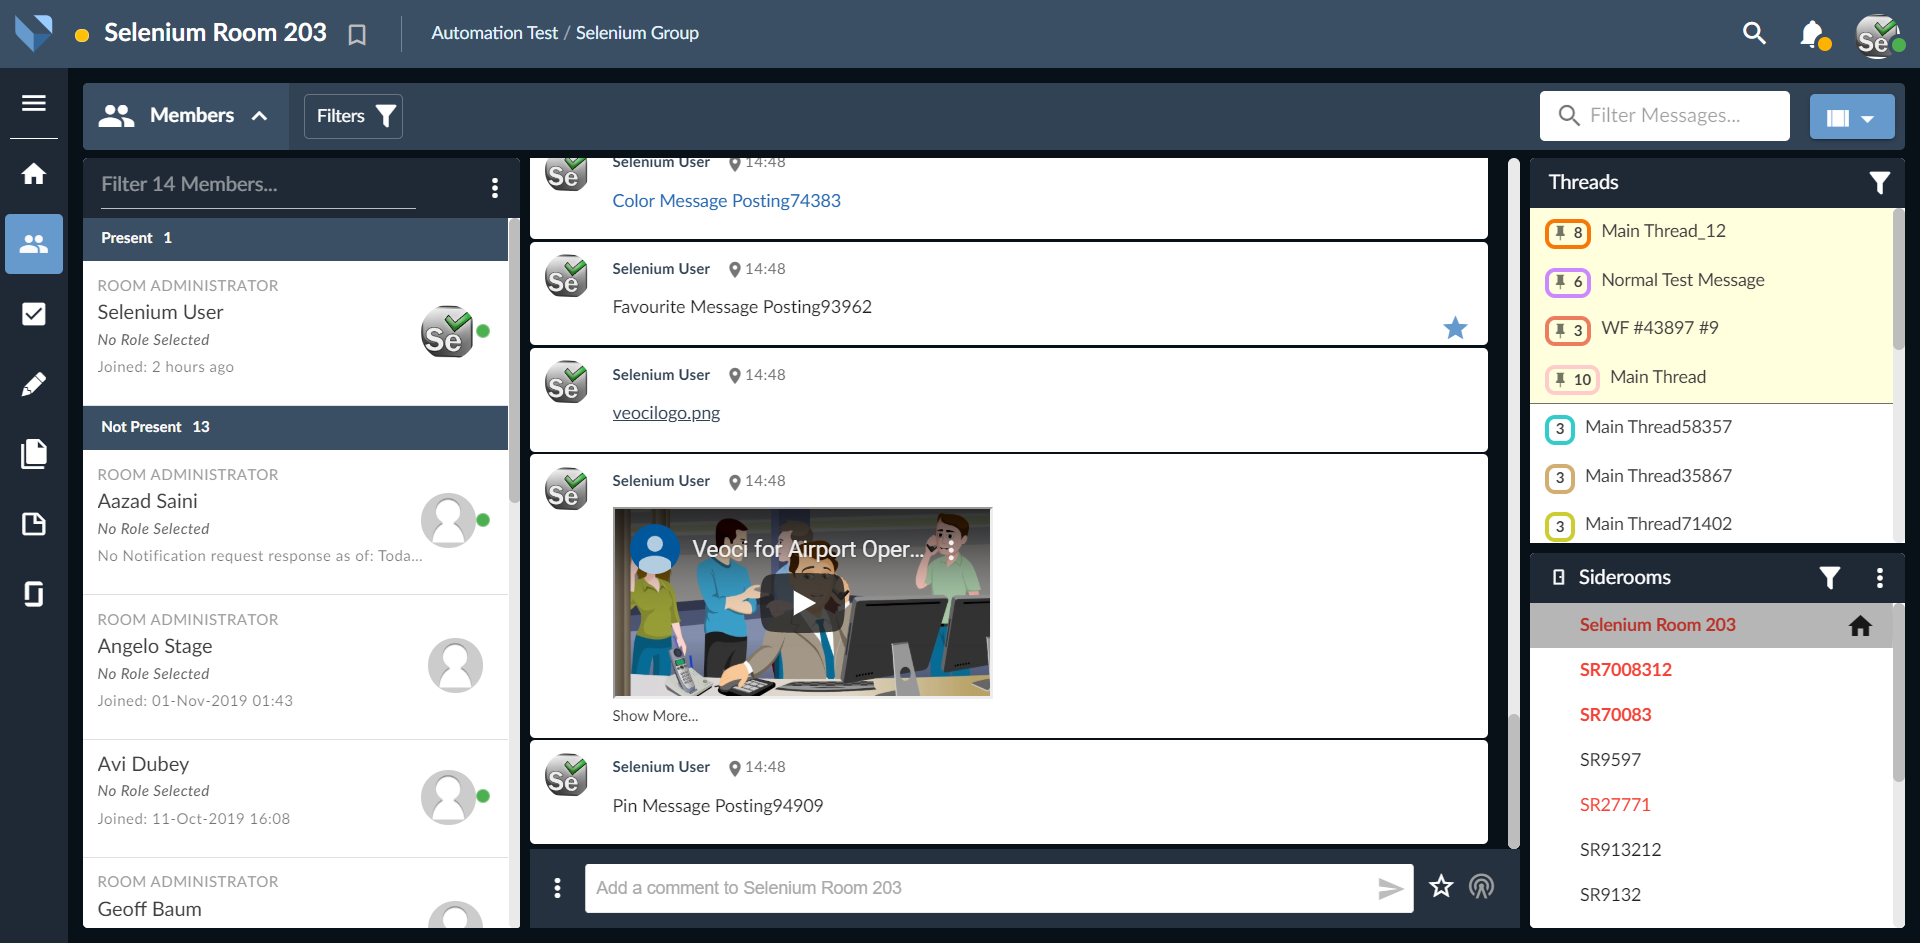 Selenium Room 203
Automation Test / Selenium Group
Members
Filters
Filter Messages...
Filter 14 Members...
Present 1
ROOM ADMINISTRATOR
Selenium User
No Role Selected
Joined: 2 hours ago
Se
Not Present 13
ROOM ADMINISTRATOR
Aazad Saini
No Role Selected
No Notification request response as of: Toda...
ROOM ADMINISTRATOR
Angelo Stage
No Role Selected
Joined: 01-Nov-2019 01:43
Avi Dubey
No Role Selected
Joined: 11-Oct-2019 16:08
ROOM ADMINISTRATOR
Geoff Baum
Se
Selenium User 14:48
Color Message Posting74383
Se
Selenium User 14:48
Favourite Message Posting93962
Se
Selenium User 14:48
veocilogo.png
Se
Selenium User 14:48
Veoci for Airport Oper...
Show More...
Se
Selenium User 14:48
Pin Message Posting94909
Add a comment to Selenium Room 203
Se
Threads
8 Main Thread_12
6 Normal Test Message
3 WF #43897 #9
10 Main Thread
3 Main Thread58357
3 Main Thread35867
3 Main Thread71402
Siderooms
Selenium Room 203
SR7008312
SR70083
SR9597
SR27771
SR913212
SR9132